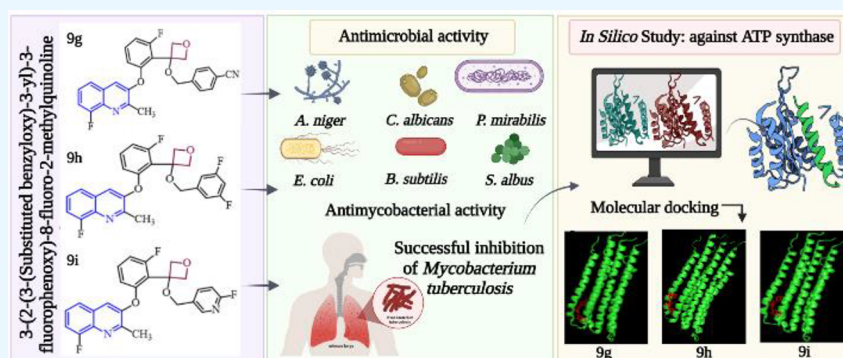 3-(2-(3-(Substituted benzyloxy)-3-yl)-3-
fluorophenoxy)-8-fluoro-2-methylquinoline
9g
F
O
O
O
CN
N
CH3
F
9h
F
O
O
O
F
F
N
CH3
F
9i
F
O
O
O
F
N
N
CH3
F
Antimicrobial activity
A. niger
C. albicans
P. mirabilis
E. coli
B. subtilis
S. albus
Antimycobacterial activity
Successful inhibition
of Mycobacterium
tuberculosis
In Silico Study: against ATP synthase
Molecular docking
9g
9h
9i